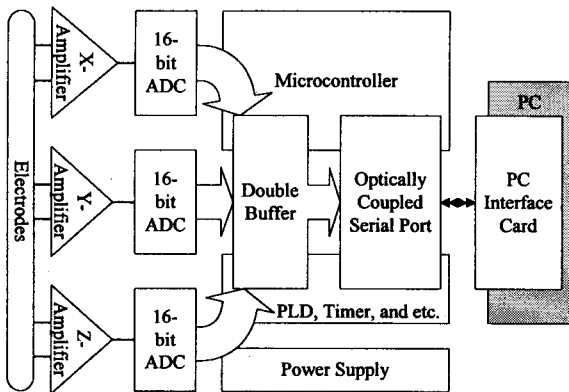 Electrodes
X-
Amplifier
16-
bit
ADC
Microcontroller
PC
Y-
Amplifier
16-
bit
ADC
Double
Buffer
Optically
Coupled
Serial Port
PC
Interface
Card
Z-
Amplifier
16-
bit
ADC
PLD, Timer, and etc.
Power Supply